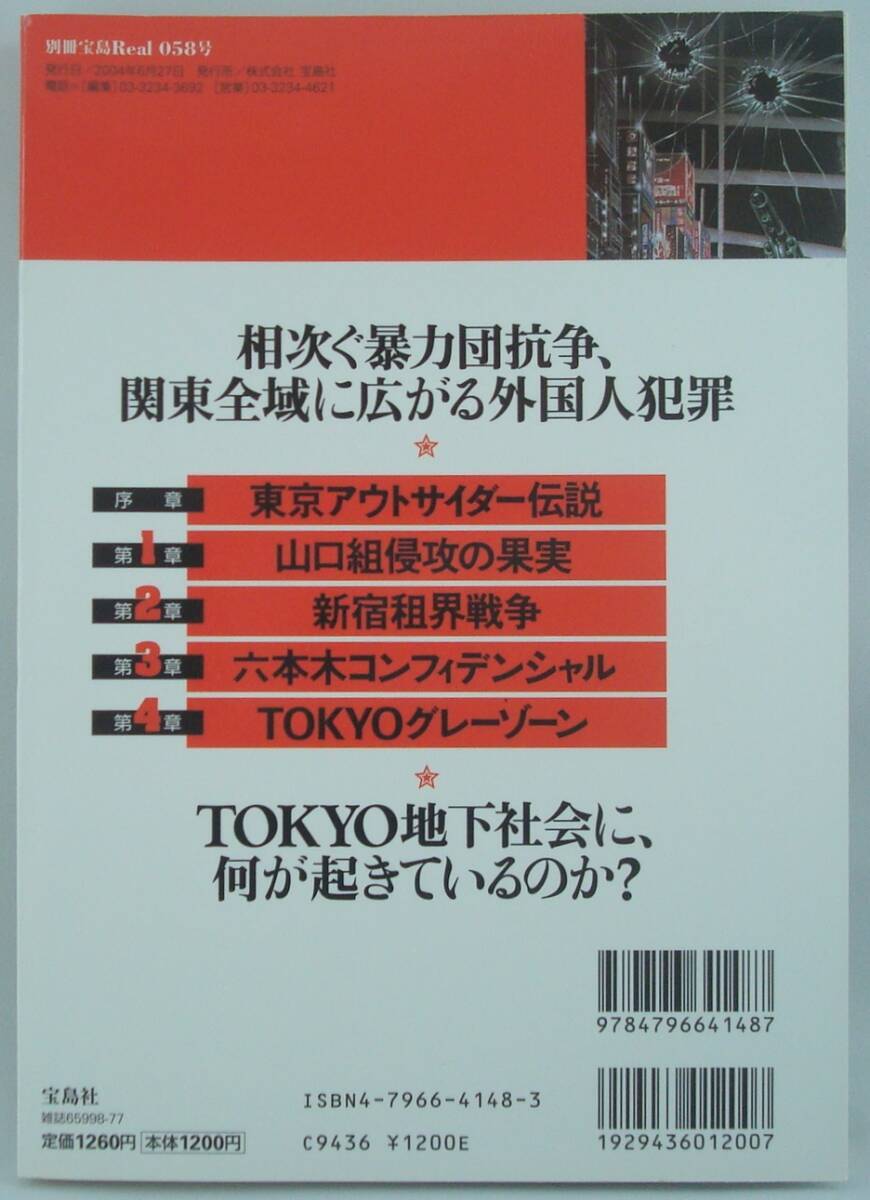 別冊宝島Real 058号
発行日/2004年6月27日 発行所/株式会社 宝島社
電話=[編集]03-3234-3692 [営業]03-3234-4621
相次ぐ暴力団抗争、
関東全域に広がる外国人犯罪
序章 東京アウトサイダー伝説
第1章 山口組侵攻の果実
第2章 新宿租界戦争
第3章 六本木コンフィデンシャル
第4章 TOKYOグレーゾーン
TOKYO地下社会に、
何が起きているのか?
9784796641487
宝島社
雑誌65998-77
定価1260円 本体1200円
ISBN4-7966-4148-3
C9436 ¥1200E
1929436012007